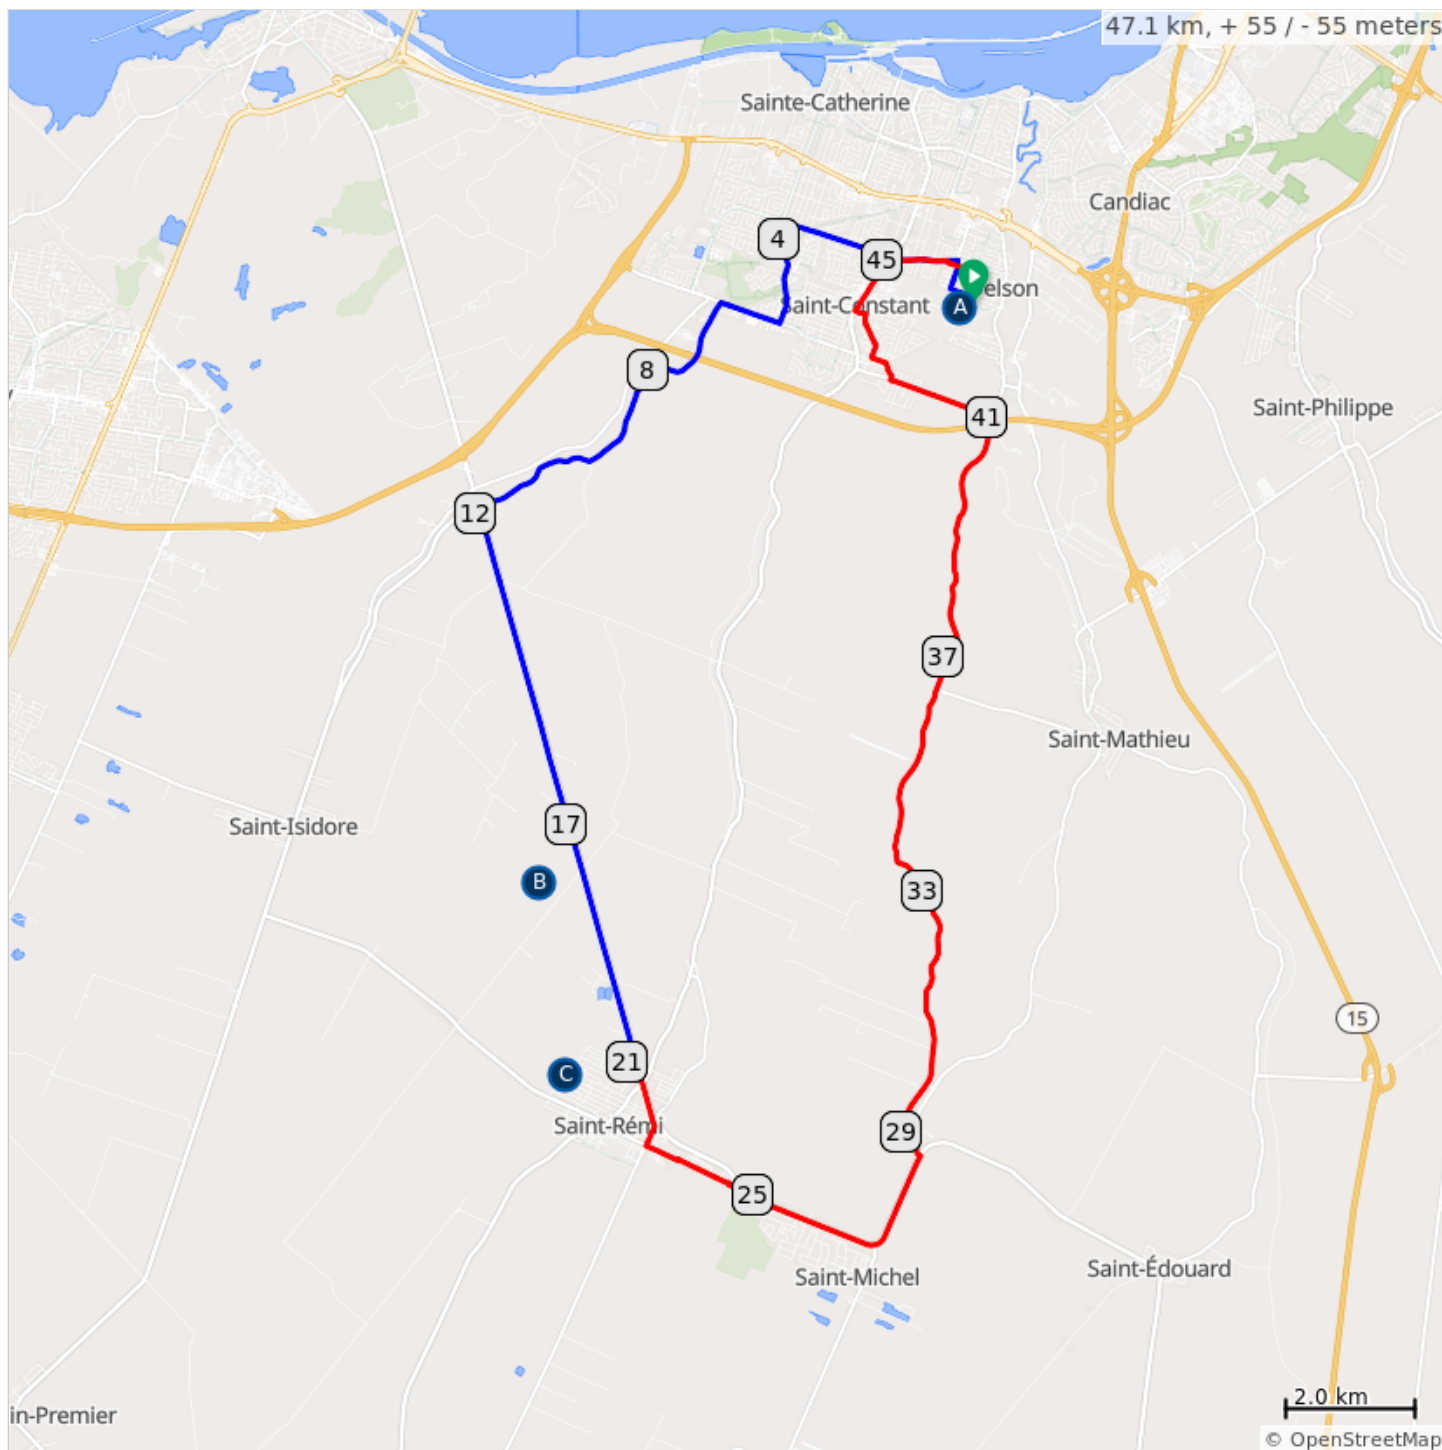 47.1 km, + 55 / - 55 meters
Sainte-Catherine
Candiac
4
45
elson
A
Saint-Constant
8
41
Saint-Philippe
12
37
Saint-Mathieu
17
Saint-Isidore
B
33
15
21
C
Saint-Rémi
29
25
Saint-Édouard
Saint-Michel
2.0 km
in-Premier
© OpenStreetMap